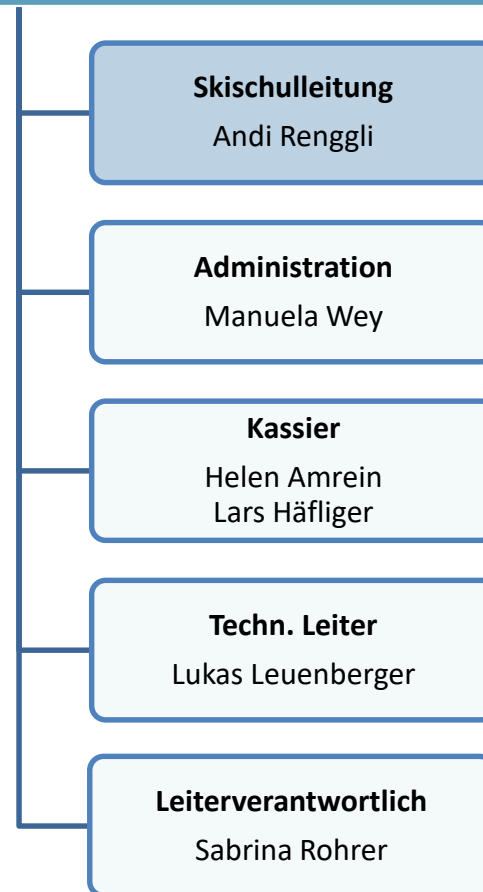 Skischulleitung
Andi Renggli
Administration
Manuela Wey
Kassier
Helen Amrein
Lars Häfliger
Techn. Leiter
Lukas Leuenberger
Leiterverantwortlich
Sabrina Rohrer